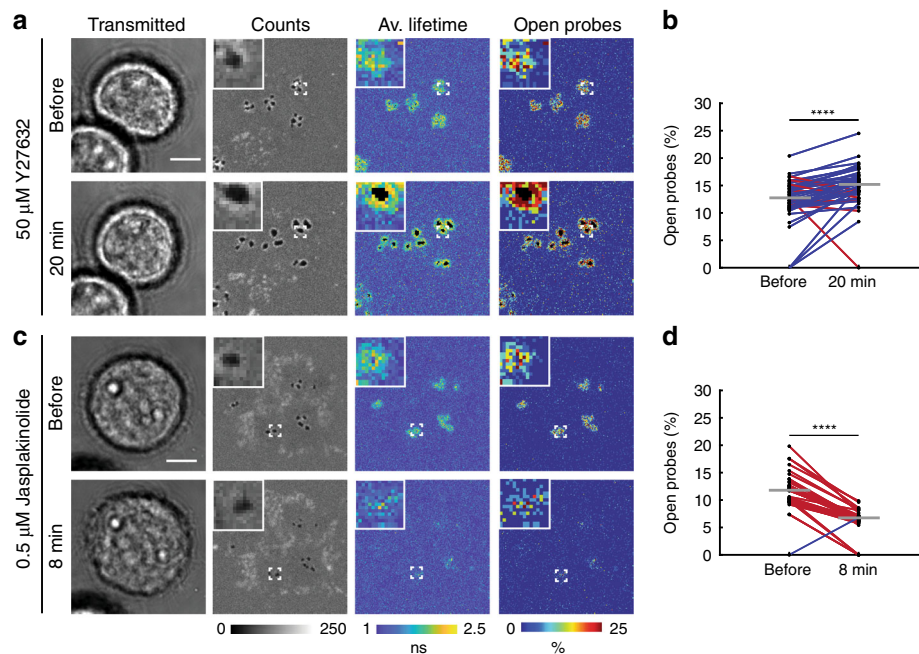 a
Transmitted
Counts
Av. lifetime
Open probes
50 µM Y27632
Before
20 min
b
Open probes (%)
30
25
20
15
10
5
0
****
Before
20 min
c
0.5 µM Jasplakinolide
Before
8 min
d
Open probes (%)
30
25
20
15
10
5
0
****
Before
8 min
0
250
1
2.5
ns
0
25
%